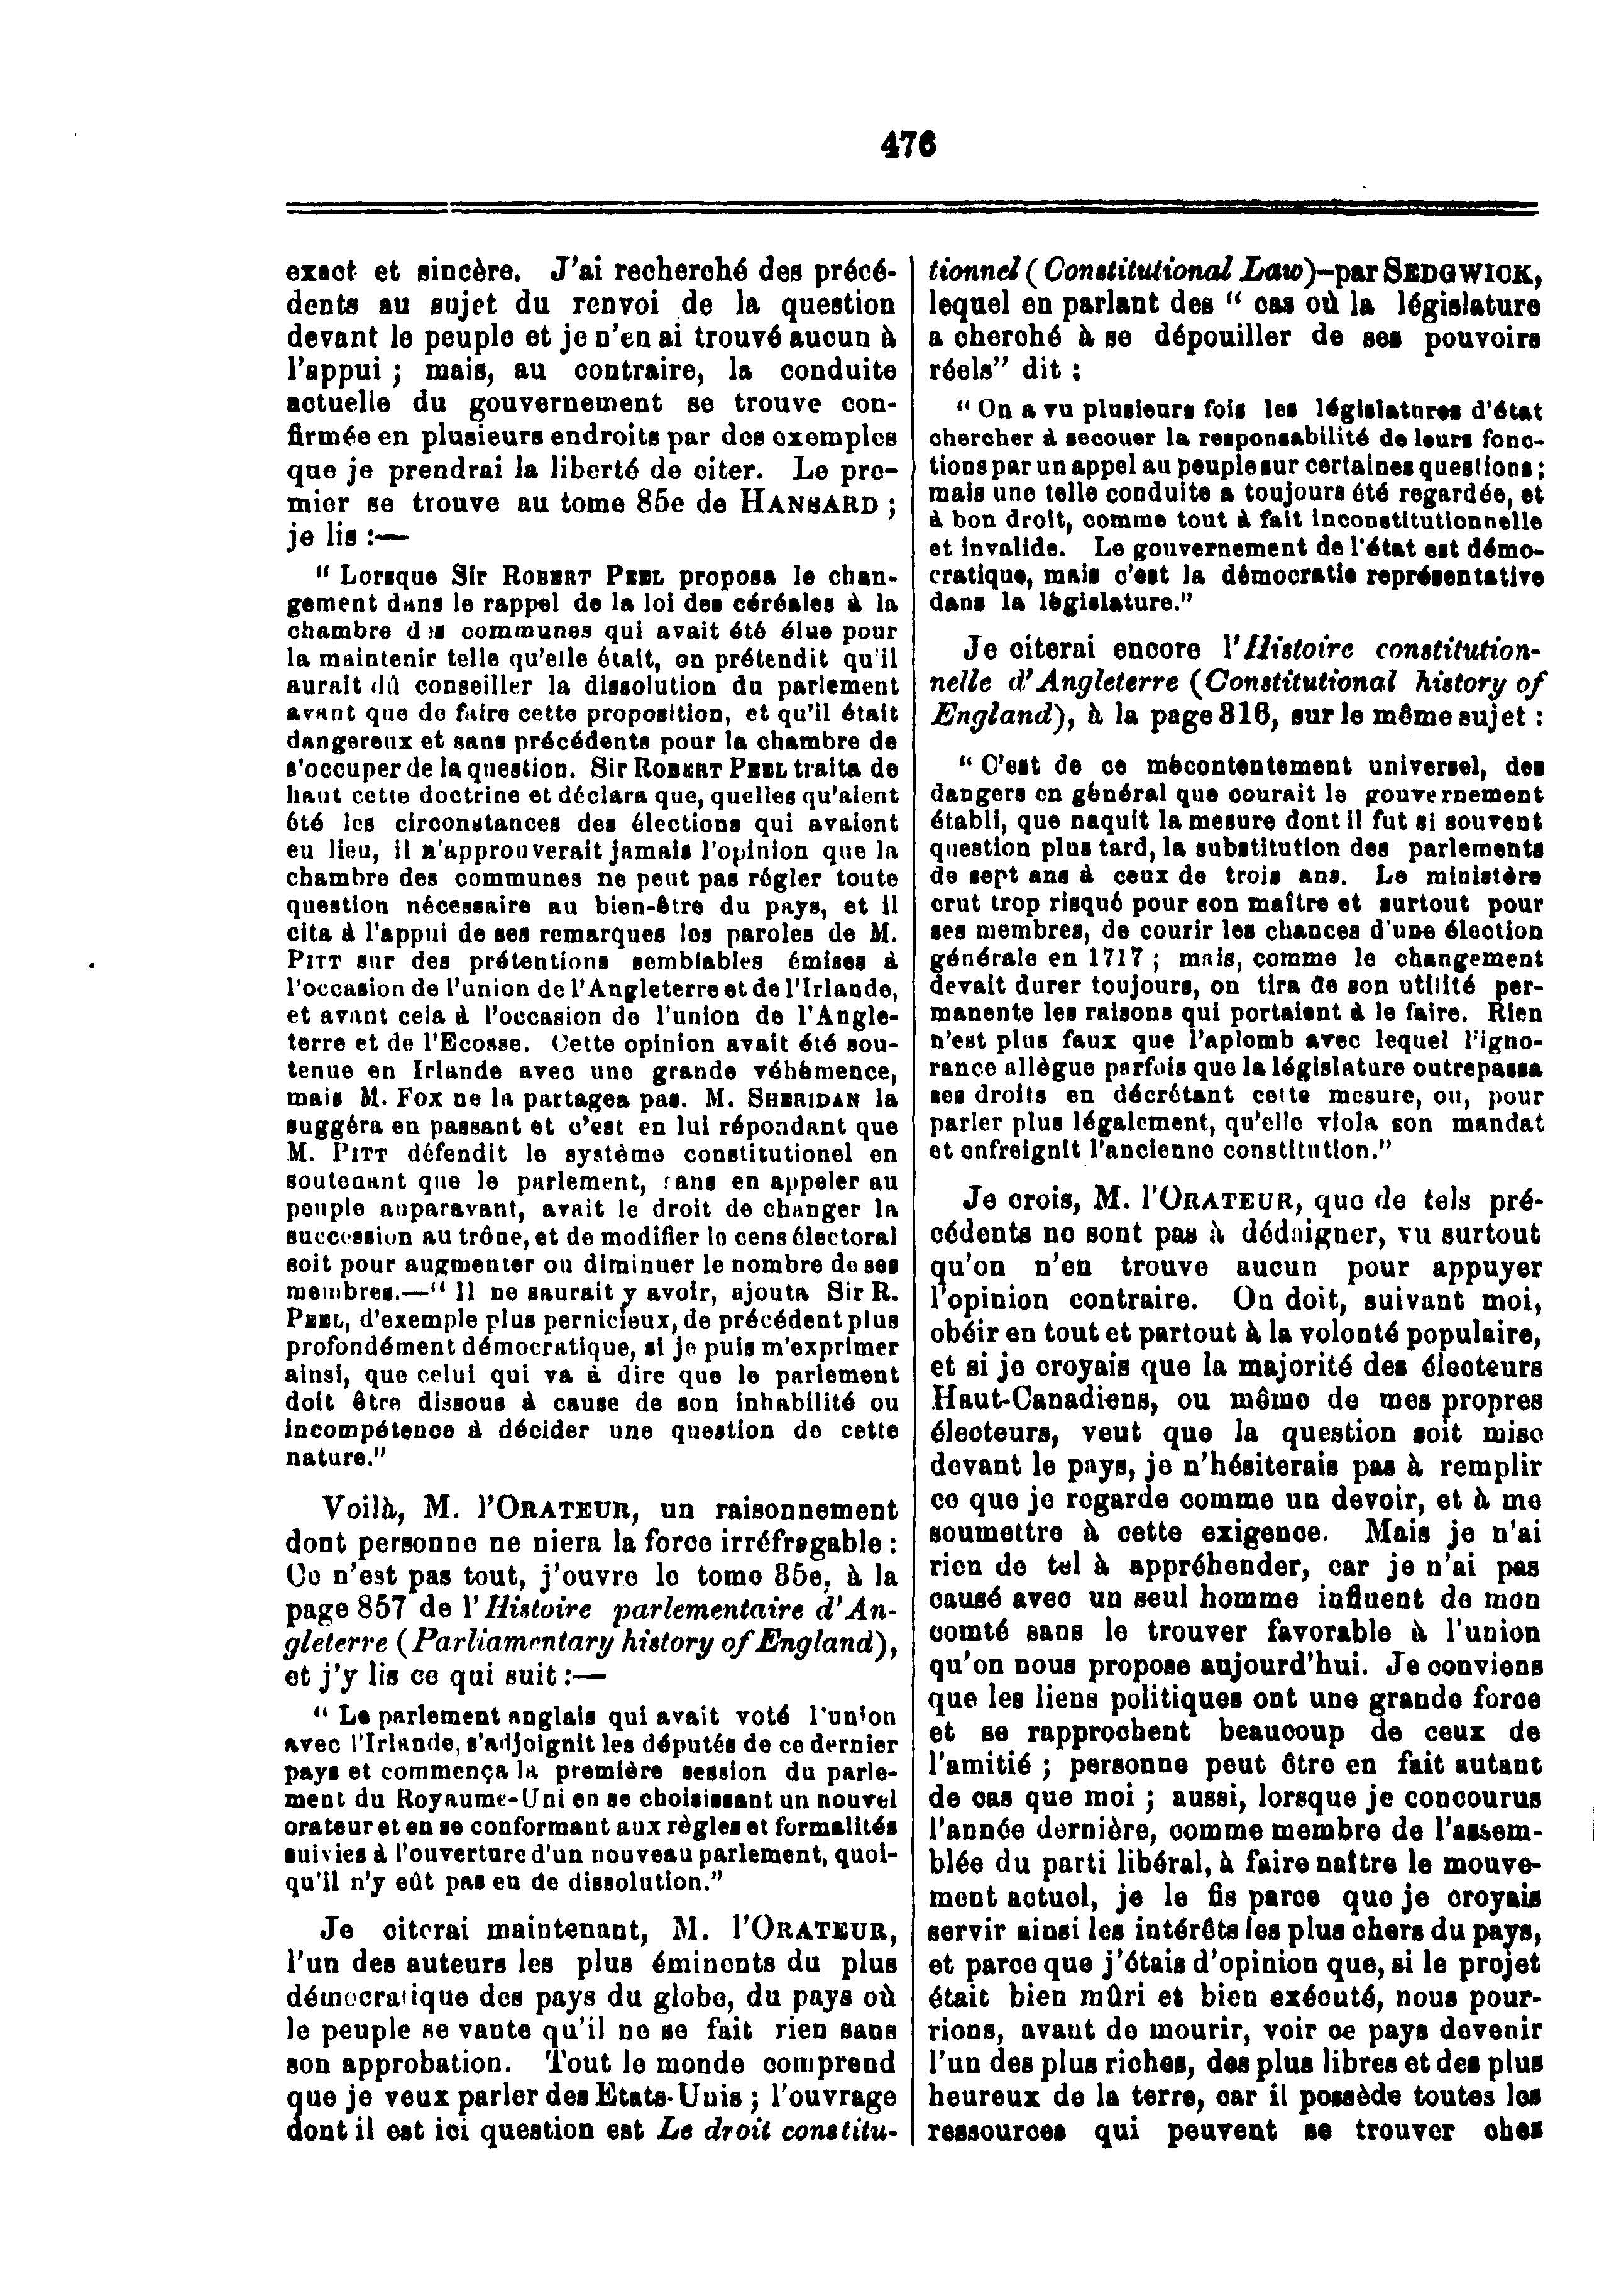 476
exact et sincère. J'ai recherché des précé-
dents au sujet du renvoi de la question
devant le peuple et je n'en ai trouvé aucun à
l'appui ; mais, au contraire, la conduite
actuelle du gouvernement se trouve con-
firmée en plusieurs endroits par des exemples
que je prendrai la liberté de citer. Le pre-
mier se trouve au tome 85e de HANSARD ;
je lis :—
“ Lorsque Sir ROBERT PEEL proposa le chan-
gement dans le rappel de la loi des céréales à la
chambre des communes qui avait été élue pour
la maintenir telle qu'elle était, on prétendit qu'il
aurait dû conseiller la dissolution du parlement
avant que de faire cette proposition, et qu'il était
dangereux et sans précédents pour la chambre de
s'occuper de la question. Sir ROBERT PEEL traita de
haut cette doctrine et déclara que, quelles qu'aient
été les circonstances des élections qui avaient
eu lieu, il n'approuverait jamais l'opinion que la
chambre des communes ne peut pas régler toute
question nécessaire au bien-être du pays, et il
cita à l'appui de ses remarques les paroles de M.
PITT sur des prétentions semblables émises à
l'occasion de l'union de l'Angleterre et de l'Irlande,
et avant cela à l'occasion de l'union de l'Angle-
terre et de l'Ecosse. Cette opinion avait été sou-
tenue en Irlande avec une grande véhémence,
mais M. Fox ne la partagea pas. M. SHERIDAN la
suggéra en passant et c'est en lui répondant que
M. PITT défendit le système constitutionel en
soutenant que le parlement, sans en appeler au
peuple auparavant, avait le droit de changer la
succession au trône, et de modifier le cens électoral
soit pour augmenter ou diminuer le nombre de ses
membres.—“ Il ne saurait y avoir, ajouta Sir R.
PEEL, d'exemple plus pernicieux, de précédent plus
profondément démocratique, si je puis m'exprimer
ainsi, que celui qui va à dire que le parlement
doit être dissous à cause de son inhabilité ou
incompétence à décider une question de cette
nature.”
Voilà, M. l'ORATEUR, un raisonnement
dont personne ne niera la force irréfragable :
Ce n'est pas tout, j'ouvre le tome 35e, à la
page 857 de l'Histoire parlementaire d'An-
gleterre (Parliamentary history of England),
et j'y lis ce qui suit :—
“ Le parlement anglais qui avait voté l'union
avec l'Irlande, s'adjoignit les députés de ce dernier
pays et commença la première session du parle-
ment du Royaume-Uni en se choisissant un nouvel
orateur et en se conformant aux règles et formalités
suivies à l'ouverture d'un nouveau parlement, quoi-
qu'il n'y eût pas eu de dissolution.”
Je citerai maintenant, M. l'ORATEUR,
l'un des auteurs les plus éminents du plus
démocratique des pays du globe, du pays où
le peuple se vante qu'il ne se fait rien sans
son approbation. Tout le monde comprend
que je veux parler des Etats-Unis ; l'ouvrage
dont il est ici question est Le droit constitu-
tionnel (Constitutional Law)—par SEDGWICK,
lequel en parlant des “ cas où la législature
a cherché à se dépouiller de ses pouvoirs
réels” dit :
“ On a vu plusieurs fois les législatures d'état
chercher à secouer la responsabilité de leurs fonc-
tions par un appel au peuple sur certaines questions ;
mais une telle conduite a toujours été regardée, et
à bon droit, comme tout à fait inconstitutionnelle
et invalide. Le gouvernement de l'état est démo-
cratique, mais c'est la démocratie représentative
dans la législature.”
Je citerai encore l'Histoire constitution-
nelle d'Angleterre (Constitutional history of
England), à la page 316, sur le même sujet :
“ C'est de ce mécontentement universel, des
dangers en général que courait le gouvernement
établi, que naquit la mesure dont il fut si souvent
question plus tard, la substitution des parlements
de sept ans à ceux de trois ans. Le ministère
crut trop risqué pour son maître et surtout pour
ses membres, de courir les chances d'une élection
générale en 1717 ; mais, comme le changement
devait durer toujours, on tira de son utilité per-
manente les raisons qui portaient à le faire. Rien
n'est plus faux que l'aplomb avec lequel l'igno-
rance allègue parfois que la législature outrepassa
ses droits en décrétant cette mesure, ou, pour
parler plus légalement, qu'elle viola son mandat
et enfreignit l'ancienne constitution.”
Je crois, M. l'ORATEUR, que de tels pré-
cédents ne sont pas à dédaigner, vu surtout
qu'on n'en trouve aucun pour appuyer
l'opinion contraire. On doit, suivant moi,
obéir en tout et partout à la volonté populaire,
et si je croyais que la majorité des électeurs
Haut-Canadiens, ou même de mes propres
électeurs, veut que la question soit mise
devant le pays, je n'hésiterais pas à remplir
ce que je regarde comme un devoir, et à me
soumettre à cette exigence. Mais je n'ai
rien de tel à appréhender, car je n'ai pas
causé avec un seul homme influent de mon
comté sans le trouver favorable à l'union
qu'on nous propose aujourd'hui. Je conviens
que les liens politiques ont une grande force
et se rapprochent beaucoup de ceux de
l'amitié ; personne peut être en fait autant
de cas que moi ; aussi, lorsque je concourus
l'année dernière, comme membre de l'assem-
blée du parti libéral, à faire naître le mouve-
ment actuel, je le fis parce que je croyais
servir ainsi les intérêts les plus chers du pays,
et parce que j'étais d'opinion que, si le projet
était bien mûri et bien exécuté, nous pour-
rions, avant de mourir, voir ce pays devenir
l'un des plus riches, des plus libres et des plus
heureux de la terre, car il possède toutes les
ressources qui peuvent se trouver chez